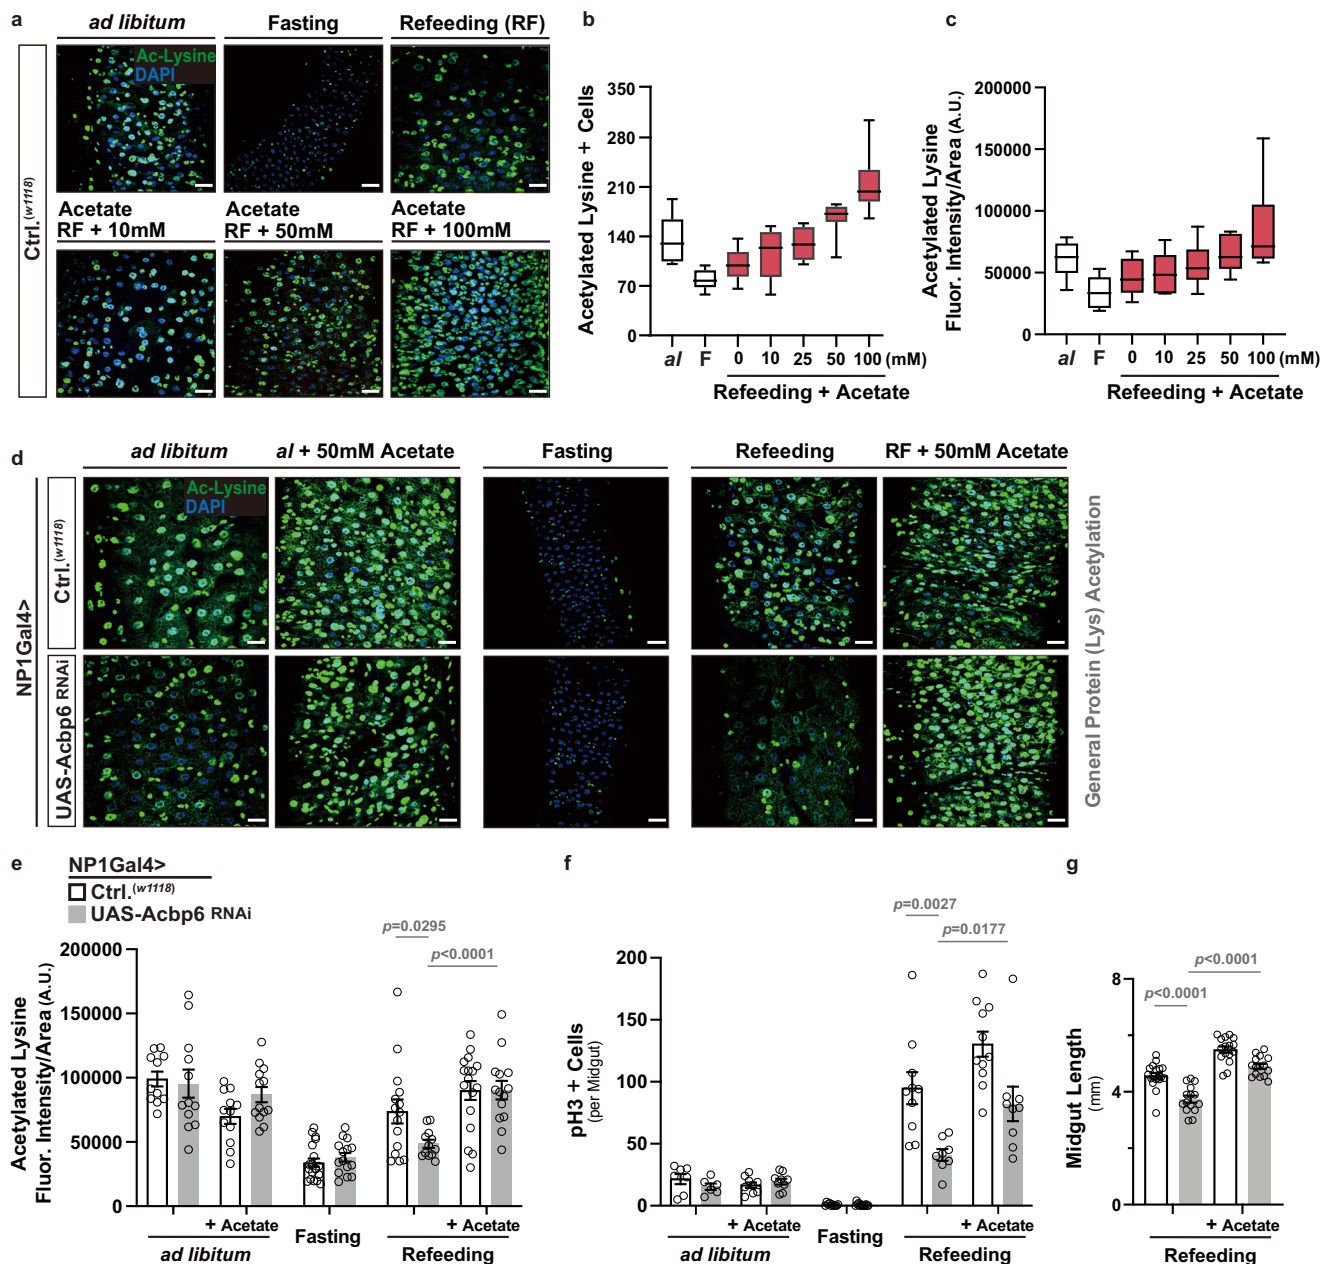 a
ad libitum
Fasting
Refeeding (RF)
Ac-Lysine
DAPI
Ctrl.(w1118)
Acetate
RF + 10mM
Acetate
RF + 50mM
Acetate
RF + 100mM
b
Acetylated Lysine + Cells
350
280
210
140
70
0
al
F
0
10
25
50
100
(mM)
Refeeding + Acetate
c
Acetylated Lysine
Fluor. Intensity/Area (A.U.)
200000
150000
100000
50000
0
al
F
0
10
25
50
100
(mM)
Refeeding + Acetate
d
ad libitum
al + 50mM Acetate
Fasting
Refeeding
RF + 50mM Acetate
NP1Gal4>
Ctrl.(w1118)
UAS-Acbp6 RNAi
Ac-Lysine
DAPI
General Protein (Lys) Acetylation
e
NP1Gal4>
Ctrl.(w1118)
UAS-Acbp6 RNAi
Acetylated Lysine
Fluor. Intensity/Area (A.U.)
200000
150000
100000
50000
0
p=0.0295
p<0.0001
+ Acetate
ad libitum
Fasting
+ Acetate
Refeeding
f
pH3 + Cells
(per Midgut)
200
150
100
50
0
p=0.0027
p=0.0177
+ Acetate
ad libitum
Fasting
+ Acetate
Refeeding
g
Midgut Length
(mm)
8
4
0
p<0.0001
p<0.0001
+ Acetate
Refeeding